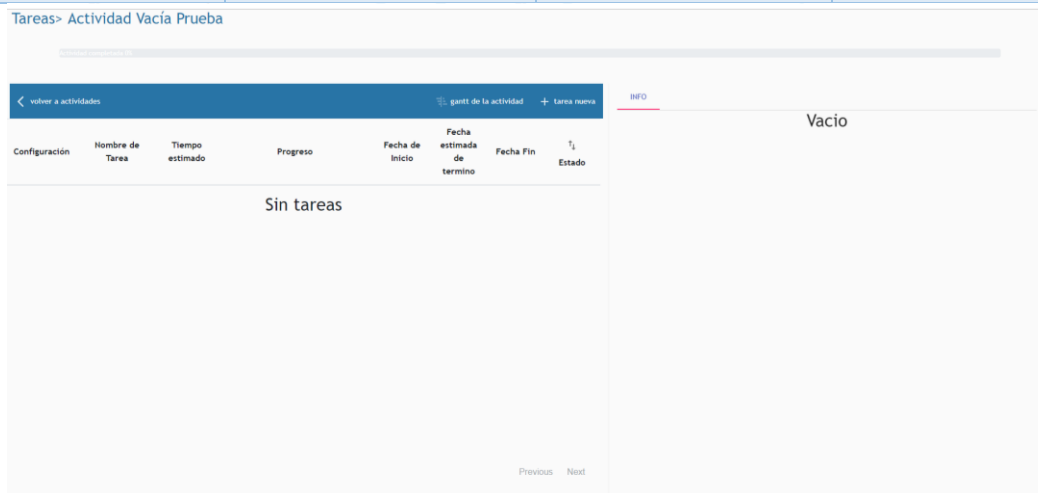 Tareas> Actividad Vacía Prueba
volver a actividades
gantt de la actividad
+ tarea nueva
INFO
Vacio
Configuración
Nombre de
Tarea
Tiempo
estimado
Progreso
Fecha de
Inicio
Fecha
estimada
de
termino
Fecha Fin
Estado
Sin tareas
Previous
Next